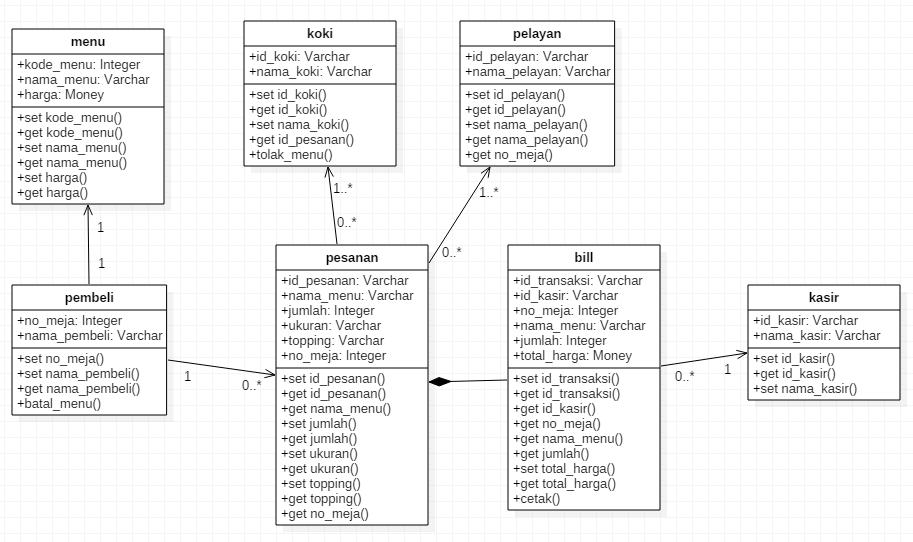 menu
+kode_menu: Integer
+nama_menu: Varchar
+harga: Money
+set kode_menu()
+get kode_menu()
+set nama_menu()
+get nama_menu()
+set harga()
+get harga()
koki
+id_koki: Varchar
+nama_koki: Varchar
+set id_koki()
+get id_koki()
+set nama_koki()
+get id_pesanan()
+tolak_menu()
pelayan
+id_pelayan: Varchar
+nama_pelayan: Varchar
+set id_pelayan()
+get id_pelayan()
+set nama_pelayan()
+get nama_pelayan()
+get no_meja()
1
1
1..*
0..*
1..*
0..*
pembeli
+no_meja: Integer
+nama_pembeli: Varchar
+set no_meja()
+set nama_pembeli()
+get nama_pembeli()
+batal_menu()
1
0..*
pesanan
+id_pesanan: Varchar
+nama_menu: Varchar
+jumlah: Integer
+ukuran: Varchar
+topping: Varchar
+no_meja: Integer
+set id_pesanan()
+get id_pesanan()
+get nama_menu()
+set jumlah()
+get jumlah()
+set ukuran()
+get ukuran()
+set topping()
+get topping()
+get no_meja()
bill
+id_transaksi: Varchar
+id_kasir: Varchar
+no_meja: Integer
+nama_menu: Varchar
+jumlah: Integer
+total_harga: Money
+set id_transaksi()
+get id_transaksi()
+get id_kasir()
+get no_meja()
+get nama_menu()
+get jumlah()
+set total_harga()
+get total_harga()
+cetak()
0..*
1
kasir
+id_kasir: Varchar
+nama_kasir: Varchar
+set id_kasir()
+get id_kasir()
+set nama_kasir()